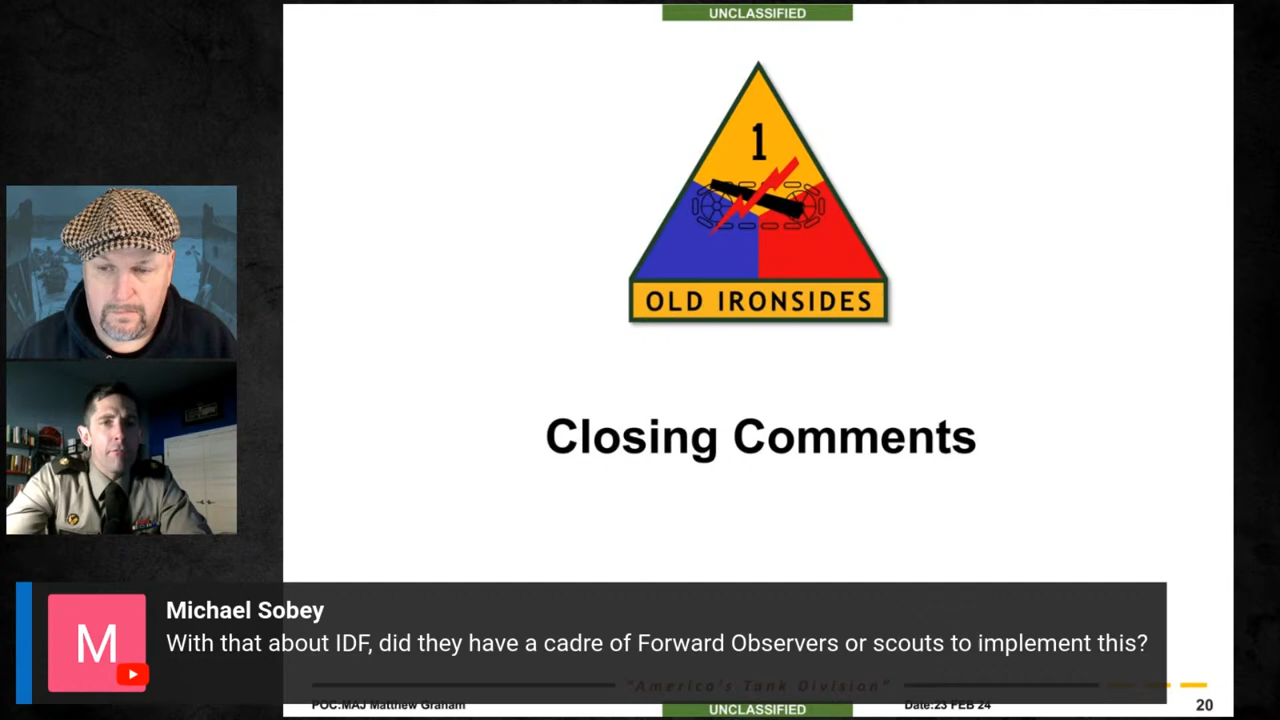 UNCLASSIFIED
1
OLD IRONSIDES
Closing Comments
M
Michael Sobey
With that about IDF, did they have a cadre of Forward Observers or scouts to implement this?
"America's Tank Division"
POC:MAJ Matthew Graham
UNCLASSIFIED
Date:23 FEB 24
20